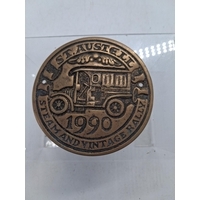 ST. AUSTELL
1990
STEAM AND VINTAGE RALLY